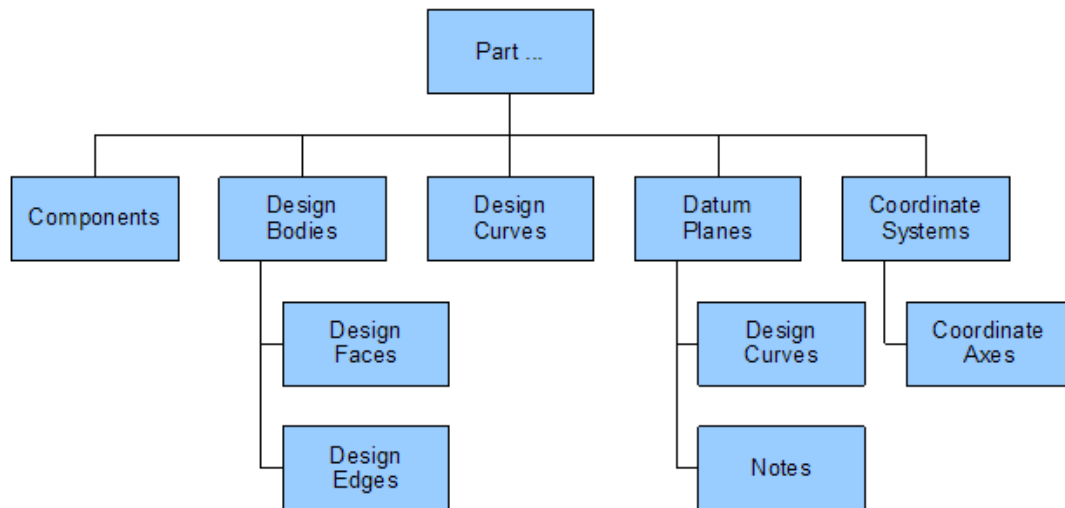 Part ...
Components
Design
Bodies
Design
Curves
Datum
Planes
Coordinate
Systems
Design
Faces
Design
Curves
Coordinate
Axes
Design
Edges
Notes